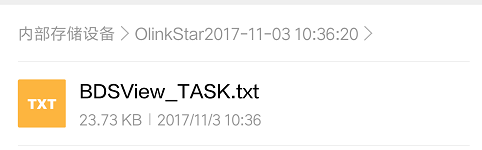 内部存储设备 > OlinkStar2017-11-03 10:36:20 >
TXT
BDSView_TASK.txt
23.73 KB | 2017/11/3 10:36